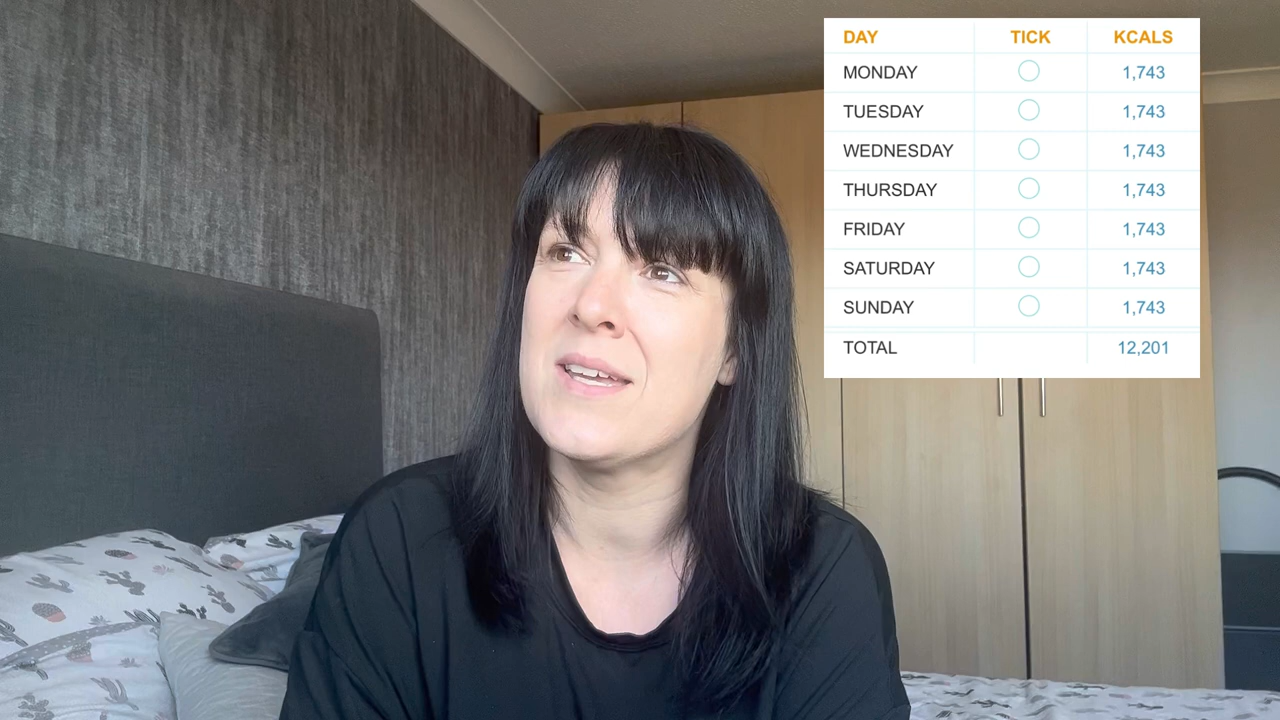 DAY TICK KCALS
MONDAY 1,743
TUESDAY 1,743
WEDNESDAY 1,743
THURSDAY 1,743
FRIDAY 1,743
SATURDAY 1,743
SUNDAY 1,743
TOTAL 12,201